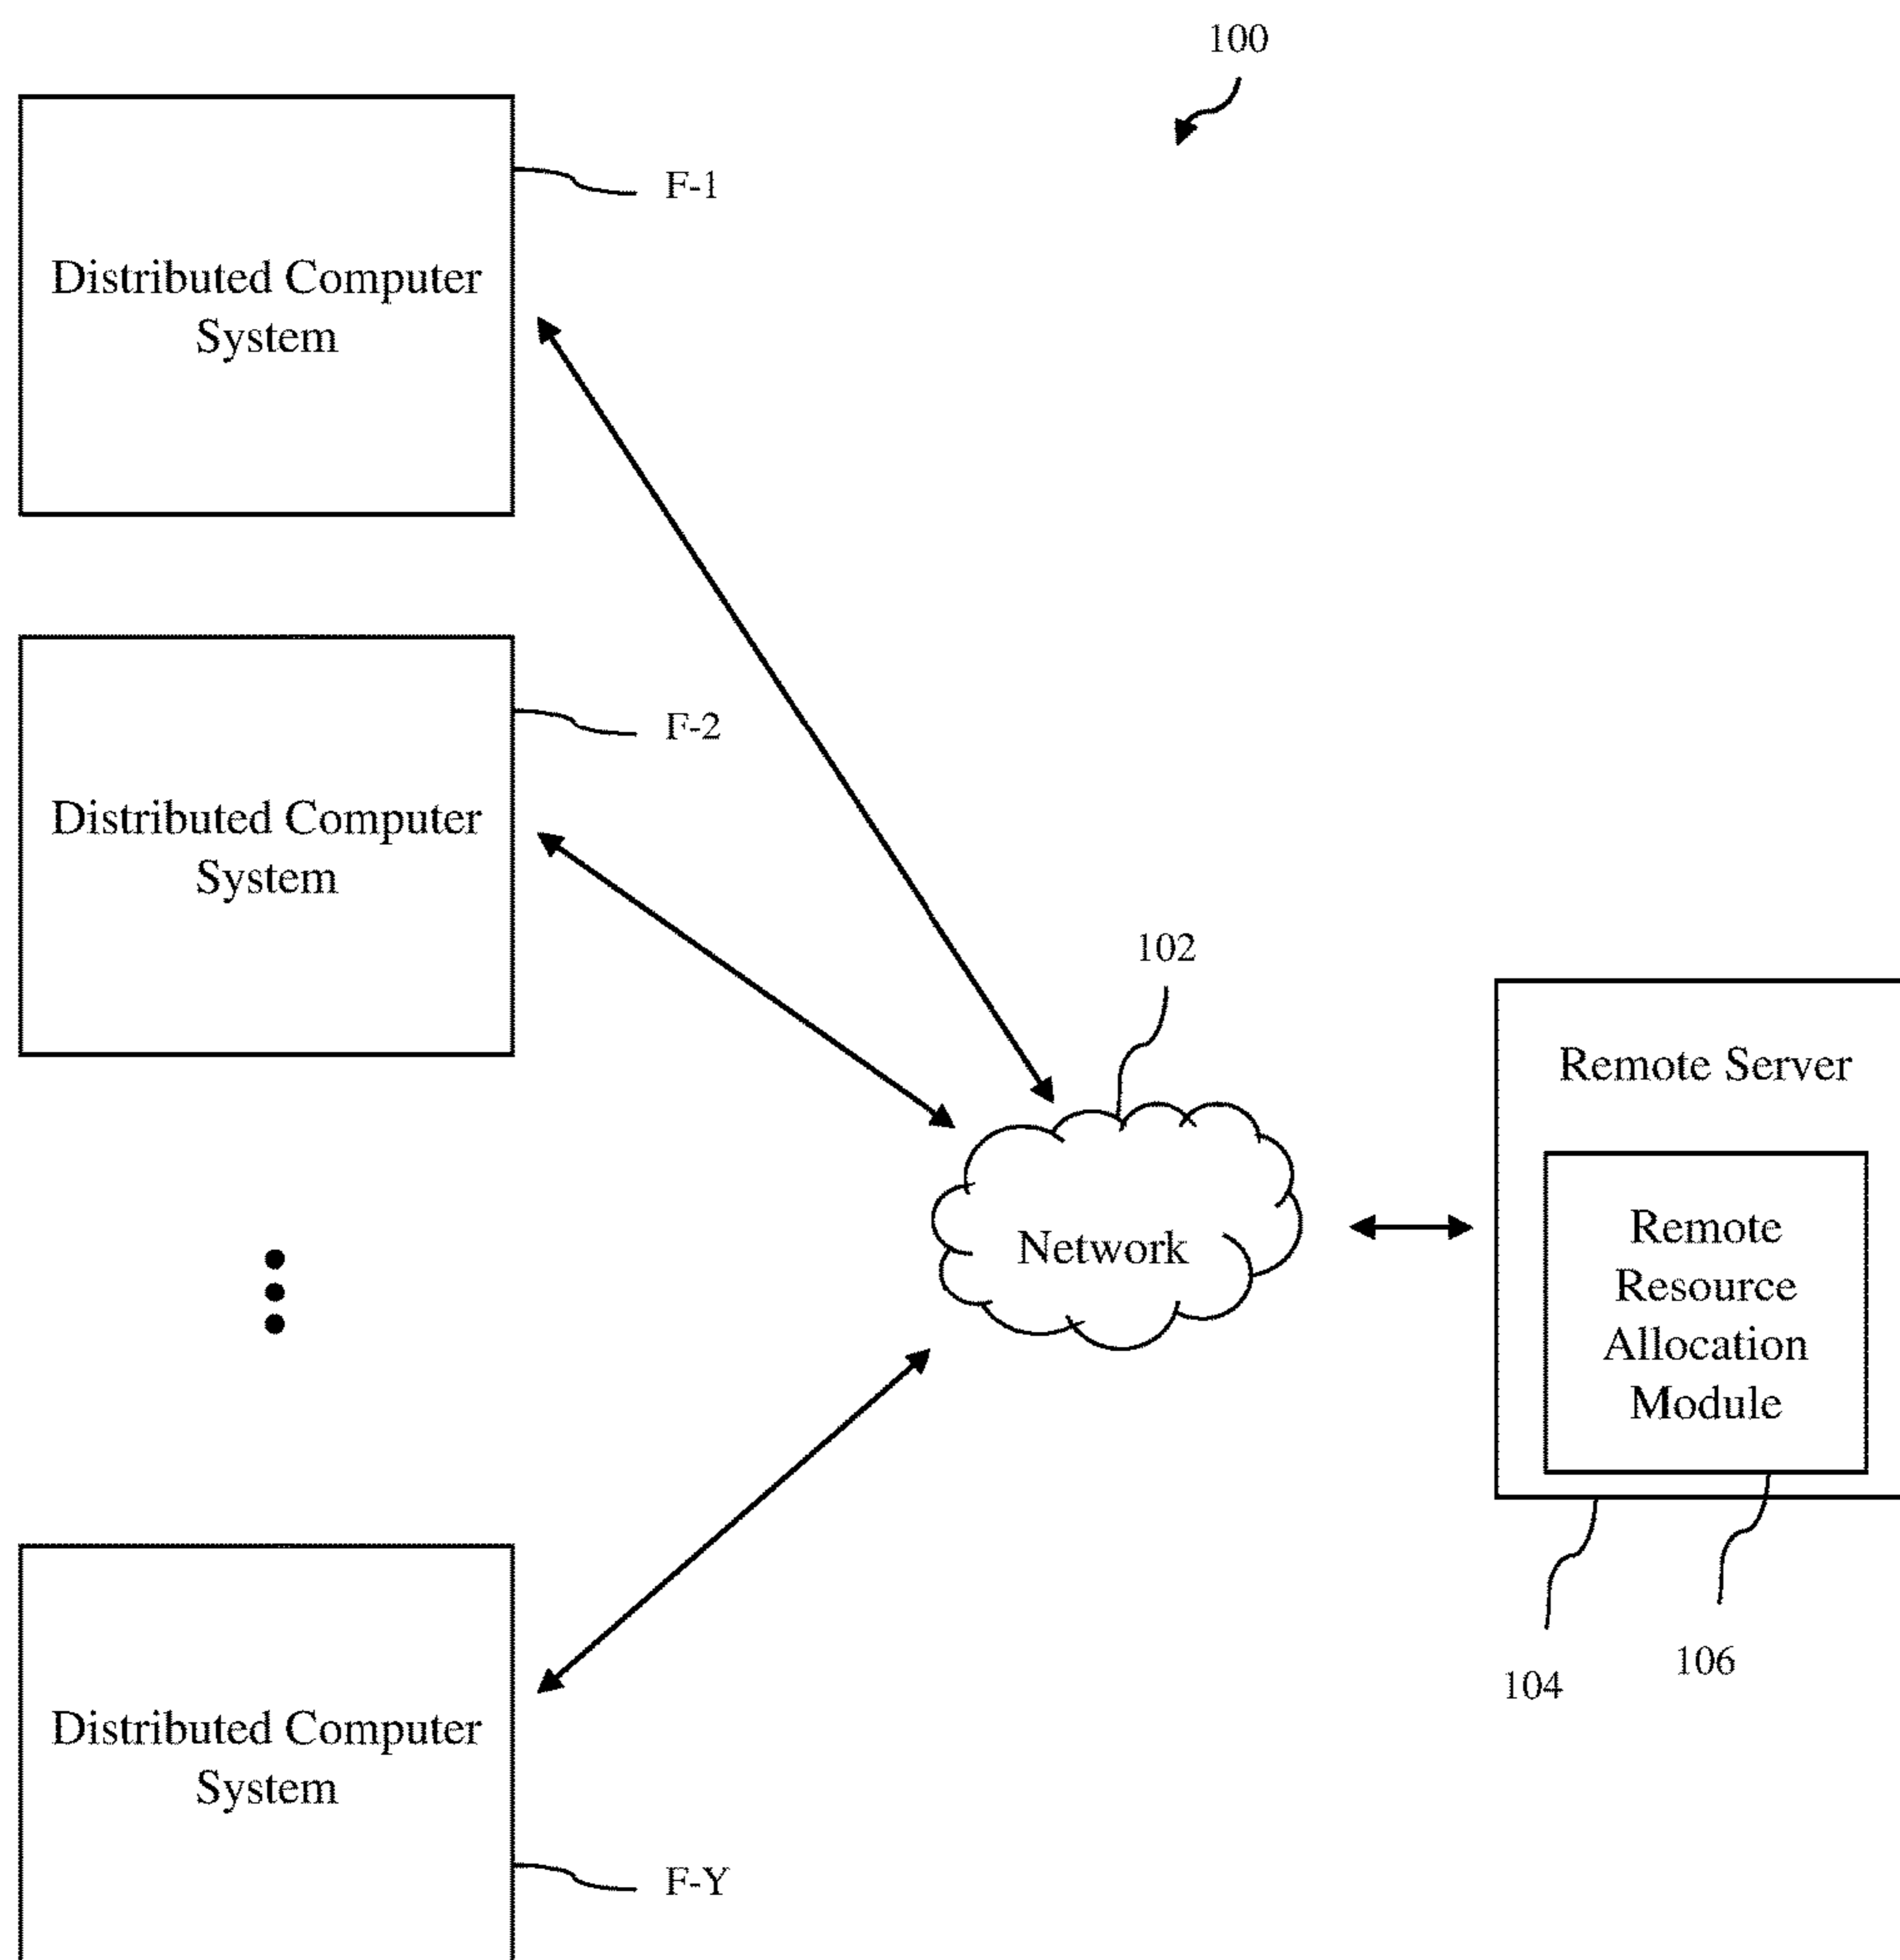 100
F-1
Distributed Computer
System
F-2
Distributed Computer
System
102
Remote Server
Network
Remote
Resource
Allocation
Module
106
104
Distributed Computer
System
F-Y